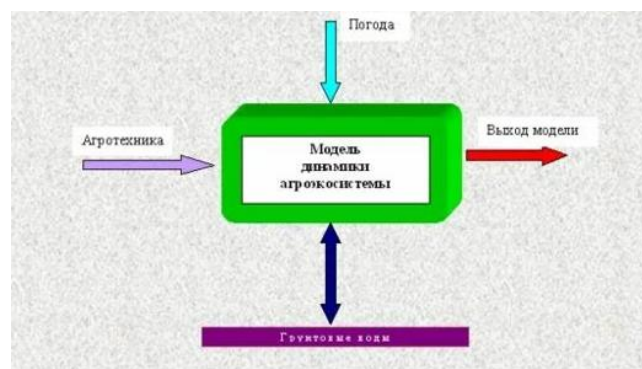 Погода
Агротехника
Выход модели
Модель
динамики
агроэкосистемы
Грунтовые воды